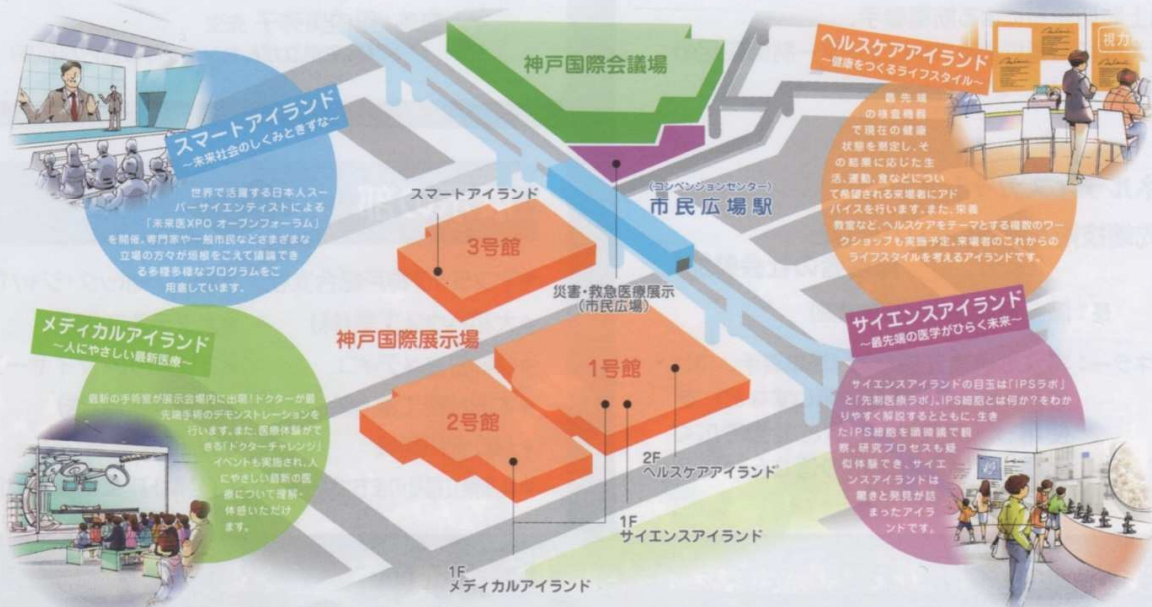 神戸国際会議場
ヘルスケアアイランド
～健康をつくるライフスタイル～
視力
最先端
の検査機器
で現在の健康
状態を測定し、そ
の結果に応じた生
活、運動、食などについ
て希望される来場者にアド
バイスを行います。また、栄養
教室など、ヘルスケアをテーマとする複数のワー
クショップも実施予定。来場者のこれからの
ライフスタイルを考えるアイランドです。
スマートアイランド
～未来社会のしくみときずな～
世界で活躍する日本人スー
パーサイエンティストによる
「未来医XPO オープンフォーラム」
を開催。専門家や一般市民などさまざまな
立場の方々が垣根をこえて議論でき
る多種多様なプログラムをご
用意しています。
スマートアイランド
3号館
(コンベンションセンター)
市民広場駅
災害・救急医療展示
(市民広場)
神戸国際展示場
1号館
2号館
メディカルアイランド
～人にやさしい最新医療～
最新の手術室が展示会場内に出現!ドクターが最
先端手術のデモンストレーションを
行います。また、医療体験がで
きる「ドクターチャレンジ」
イベントも実施され、人
にやさしい最新の医
療について理解・
体感いただけ
ます。
サイエンスアイランド
～最先端の医学がひらく未来～
サイエンスアイランドの目玉は「iPSラボ」
と「先制医療ラボ」。iPS細胞とは何か?をわか
りやすく解説するとともに、生き
たiPS細胞を顕微鏡で観
察。研究プロセスも疑
似体験でき、サイエ
ンスアイランドは
驚きと発見が詰
まったアイラ
ンドです。
2F
ヘルスケアアイランド
1F
サイエンスアイランド
1F
メディカルアイランド